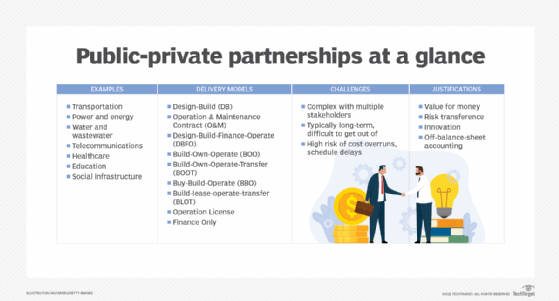 Public-private partnerships at a glance
EXAMPLES
Transportation
Power and energy
Water and
wastewater
Telecommunications
Healthcare
Education
Social infrastructure
DELIVERY MODELS
Design-Build (DB)
Operation & Maintenance
Contract (O&M)
Design-Build-Finance-Operate
(DBFO)
Build-Own-Operate (BOO)
Build-Own-Operate-Transfer
(BOOT)
Buy-Build-Operate (BBO)
Build-lease-operate-transfer
(BLOT)
Operation License
Finance Only
CHALLENGES
Complex with multiple
stakeholders
Typically long-term,
difficult to get out of
High risk of cost overruns,
schedule delays
JUSTIFICATIONS
Value for money
Risk transference
Innovation
Off-balance-sheet
accounting
ALL RIGHTS RESERVED
TechTarget